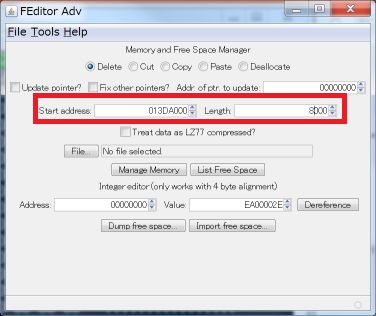 FEditor Adv
File Tools Help
Memory and Free Space Manager
Delete Cut Copy Paste Deallocate
Update pointer? Fix other pointers? Addr. of ptr. to update: 00000000
Start address: 013DA000 Length: 8000
Treat data as LZ77 compressed?
File... No file selected.
Manage Memory List Free Space
Integer editor (only works with 4 byte alignment)
Address: 00000000 Value: EA00002E Dereference
Dump free space... Import free space...